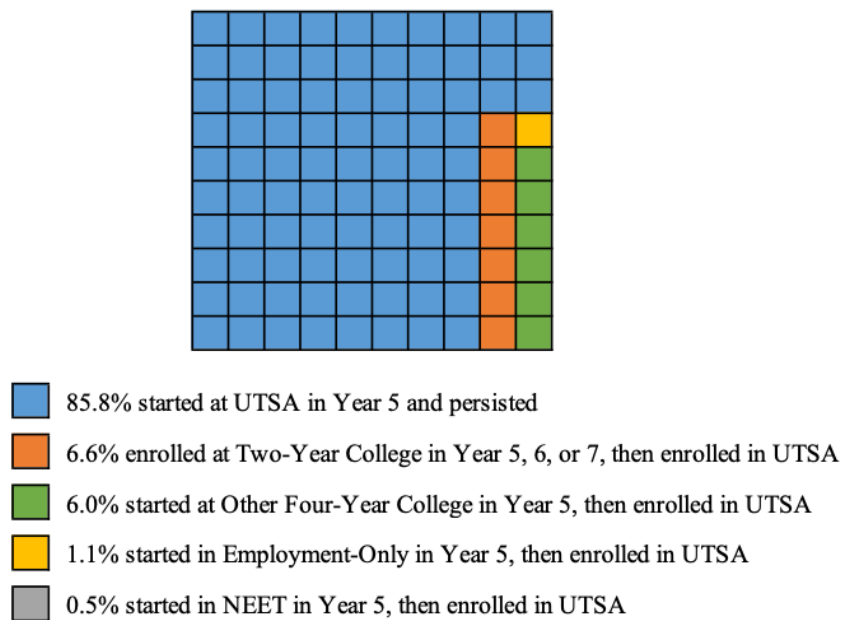 85.8% started at UTSA in Year 5 and persisted
6.6% enrolled at Two-Year College in Year 5, 6, or 7, then enrolled in UTSA
6.0% started at Other Four-Year College in Year 5, then enrolled in UTSA
1.1% started in Employment-Only in Year 5, then enrolled in UTSA
0.5% started in NEET in Year 5, then enrolled in UTSA